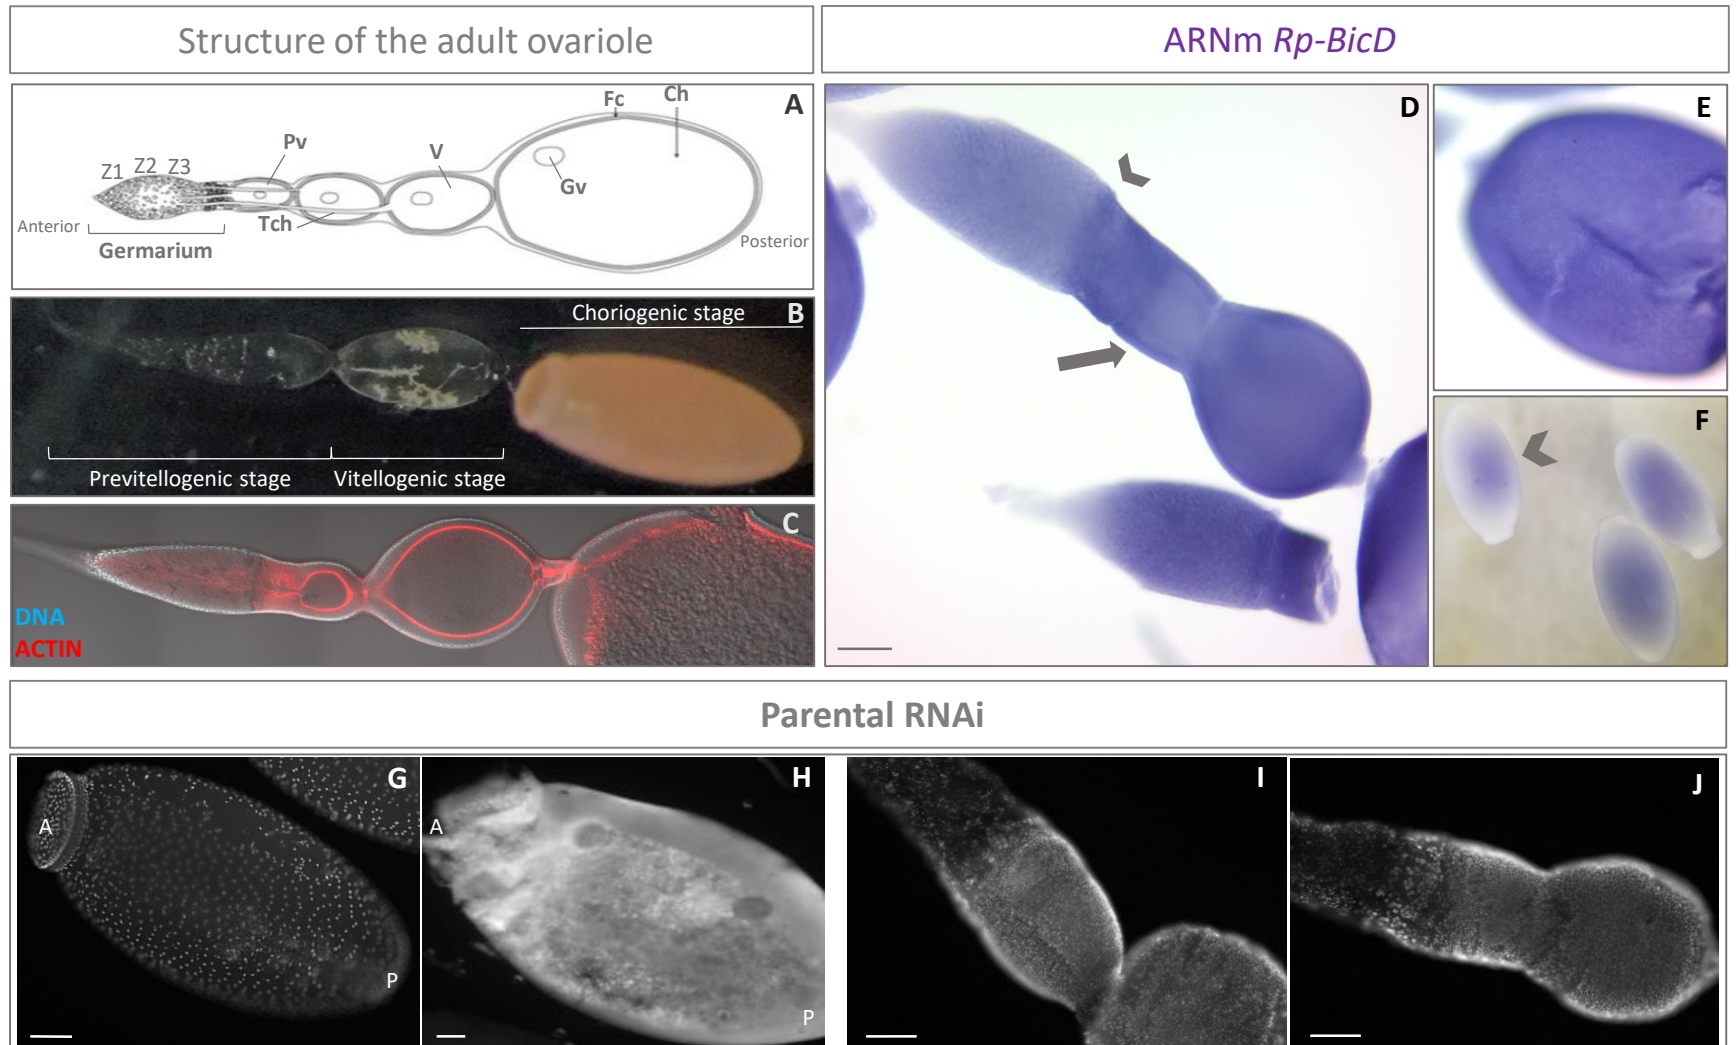 Structure of the adult ovariole
ARNm Rp-BicD
A
Fc
Ch
Pv
V
Z1 Z2 Z3
Gv
Tch
Anterior
Germarium
Posterior
B
Choriogenic stage
Previtellogenic stage
Vitellogenic stage
C
DNA
ACTIN
D
E
F
Parental RNAi
G
A
P
H
A
P
I
J